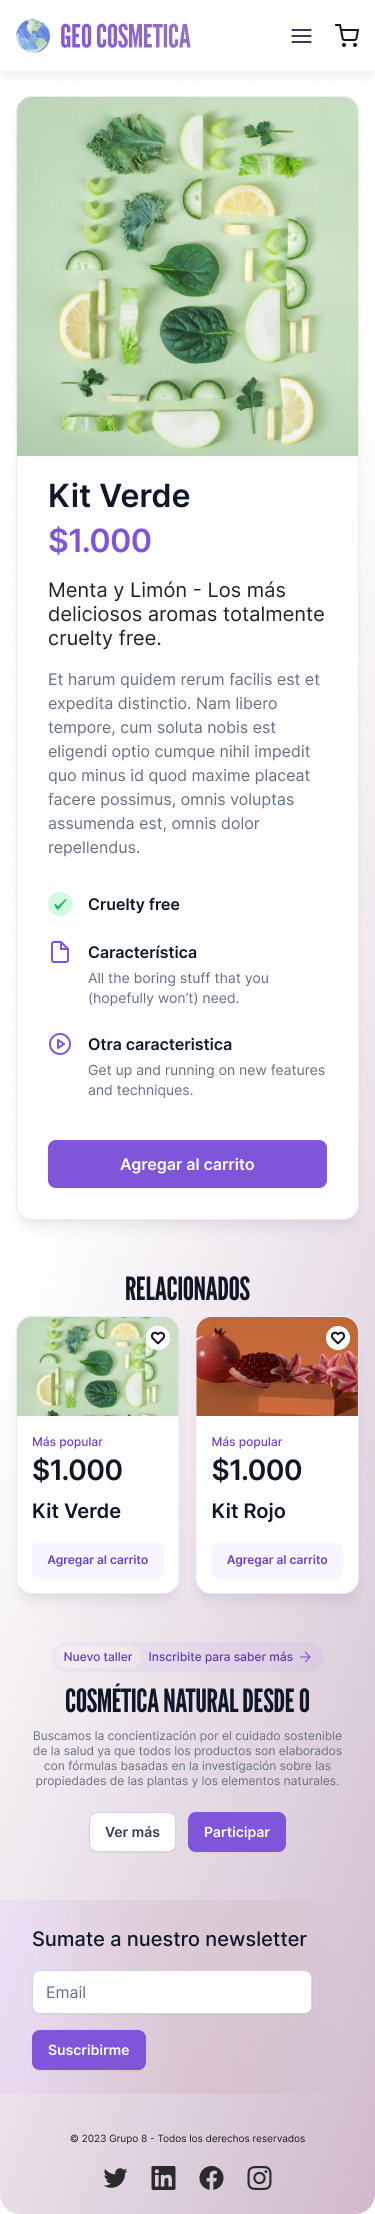 GEO COSMETICA
Kit Verde
$1.000
Menta y Limón - Los más
deliciosos aromas totalmente
cruelty free.
Et harum quidem rerum facilis est et
expedita distinctio. Nam libero
tempore, cum soluta nobis est
eligendi optio cumque nihil impedit
quo minus id quod maxime placeat
facere possimus, omnis voluptas
assumenda est, omnis dolor
repellendus.
Cruelty free
Característica
All the boring stuff that you
(hopefully won’t) need.
Otra caracteristica
Get up and running on new features
and techniques.
Agregar al carrito
RELACIONADOS
Más popular
$1.000
Kit Verde
Agregar al carrito
Más popular
$1.000
Kit Rojo
Agregar al carrito
Nuevo taller Inscribite para saber más
COSMÉTICA NATURAL DESDE 0
Buscamos la concientización por el cuidado sostenible
de la salud ya que todos los productos son elaborados
con fórmulas basadas en la investigación sobre las
propiedades de las plantas y los elementos naturales.
Ver más
Participar
Sumate a nuestro newsletter
Email
Suscribirme
© 2023 Grupo 8 - Todos los derechos reservados